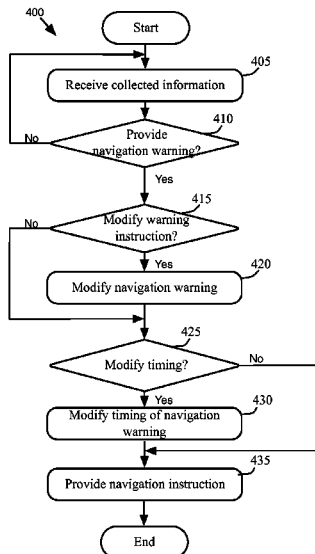 400
Start
Receive collected information
405
Provide
navigation warning?
410
No
Yes
Modify warning
instruction?
415
No
Yes
Modify navigation warning
420
Modify timing?
425
No
Yes
Modify timing of navigation
warning
430
Provide navigation instruction
435
End